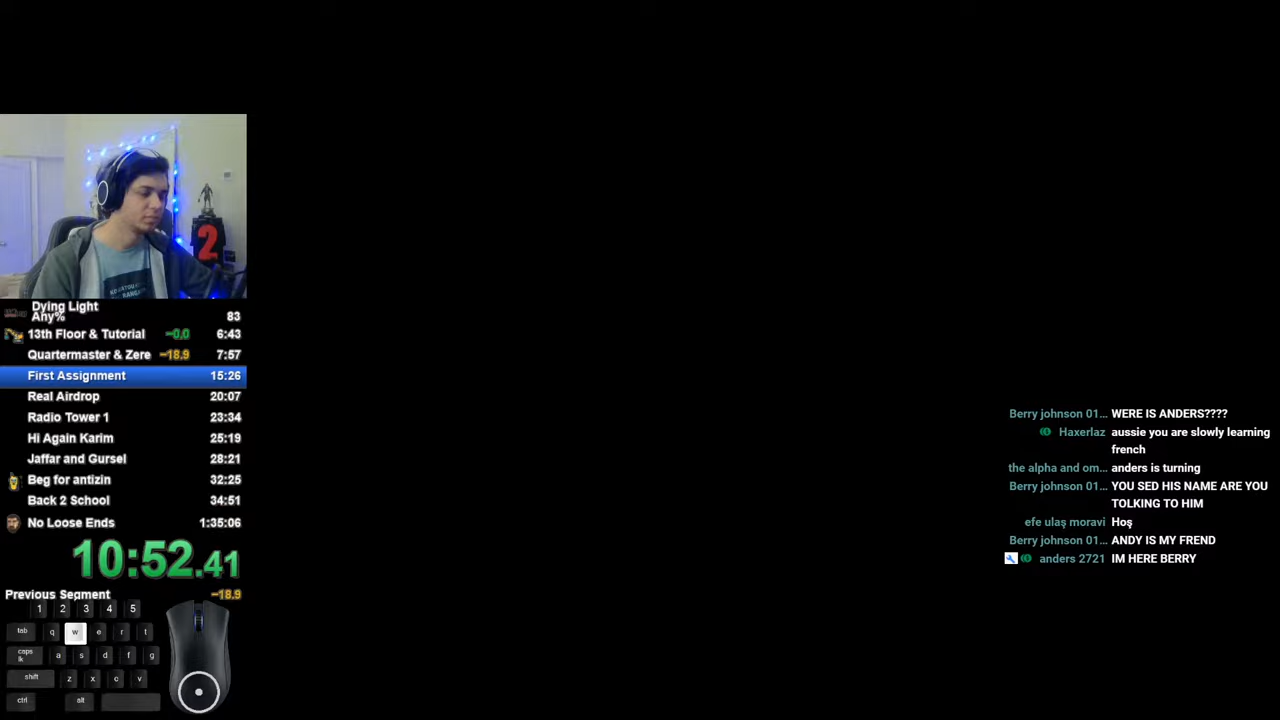 Dying Light
Any% 83
13th Floor & Tutorial −0.0 6:43
Quartermaster & Zere −18.9 7:57
First Assignment 15:26
Real Airdrop 20:07
Radio Tower 1 23:34
Hi Again Karim 25:19
Jaffar and Gursel 28:21
Beg for antizin 32:25
Back 2 School 34:51
No Loose Ends 1:35:06
10:52.41
Previous Segment −18.9
1 2 3 4 5
tab q w e r t
caps lk a s d f g
shift z x c v
ctrl alt
2
Berry johnson 01... WERE IS ANDERS????
Haxerlaz aussie you are slowly learning
french
the alpha and om... anders is turning
Berry johnson 01... YOU SED HIS NAME ARE YOU
TOLKING TO HIM
efe ulaş moravi Hoş
Berry johnson 01... ANDY IS MY FREND
anders 2721 IM HERE BERRY